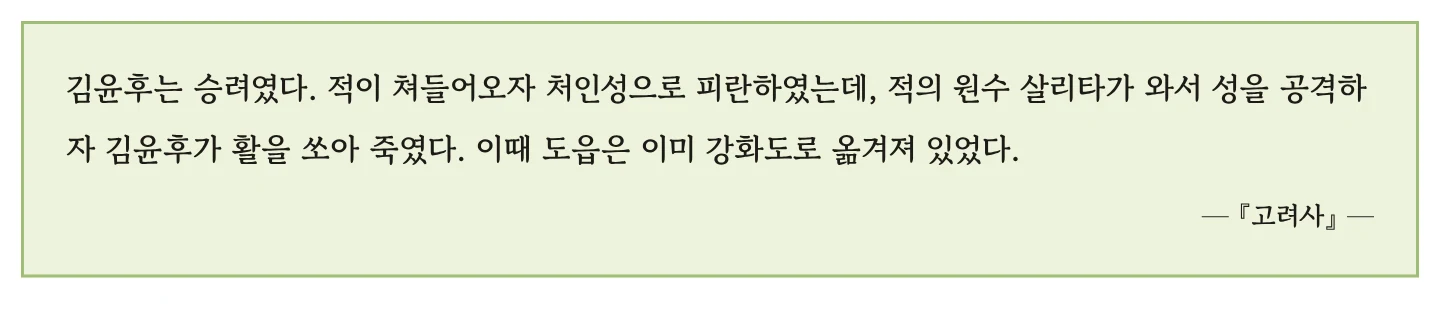 김윤후는 승려였다. 적이 쳐들어오자 처인성으로 피란하였는데, 적의 원수 살리타가 와서 성을 공격하
자 김윤후가 활을 쏘아 죽였다. 이때 도읍은 이미 강화도로 옮겨져 있었다.
― 『고려사』 ―